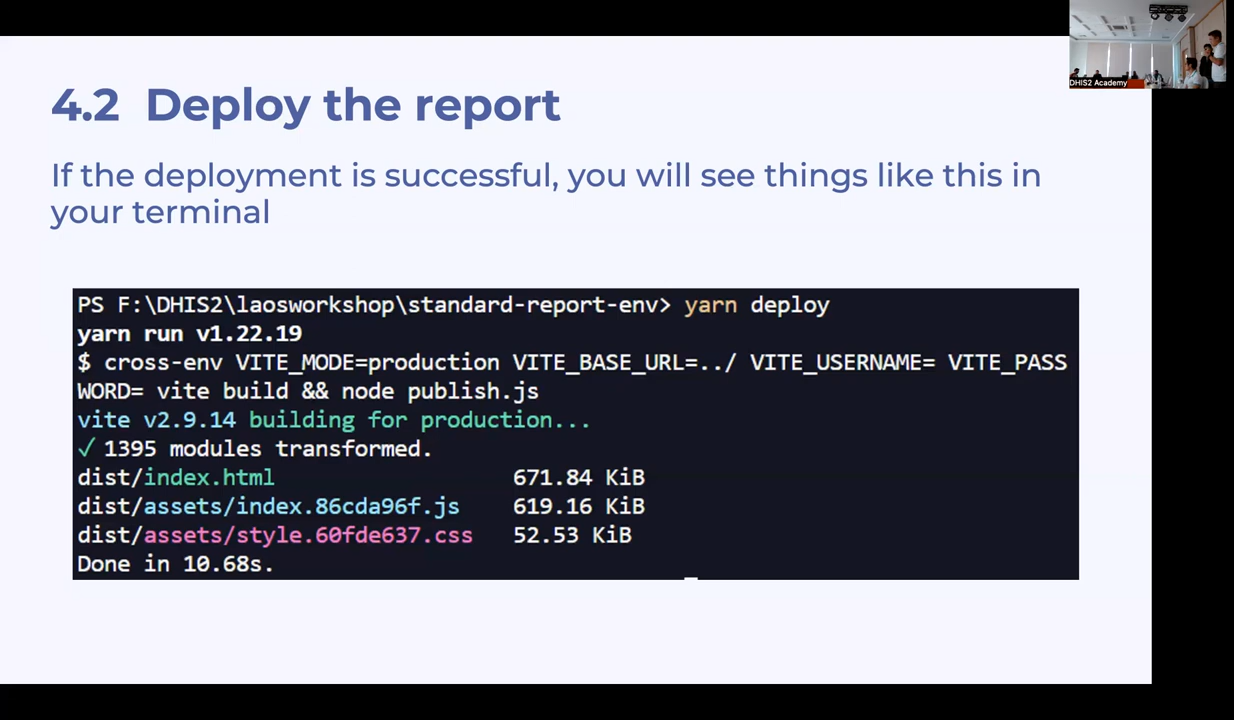 4.2 Deploy the report
If the deployment is successful, you will see things like this in
your terminal
PS F:\DHIS2\laosworkshop\standard-report-env> yarn deploy
yarn run v1.22.19
$ cross-env VITE_MODE=production VITE_BASE_URL=../ VITE_USERNAME= VITE_PASS
WORD= vite build && node publish.js
vite v2.9.14 building for production...
✓ 1395 modules transformed.
dist/index.html 671.84 KiB
dist/assets/index.86cda96f.js 619.16 KiB
dist/assets/style.60fde637.css 52.53 KiB
Done in 10.68s.
DHIS2 Academy